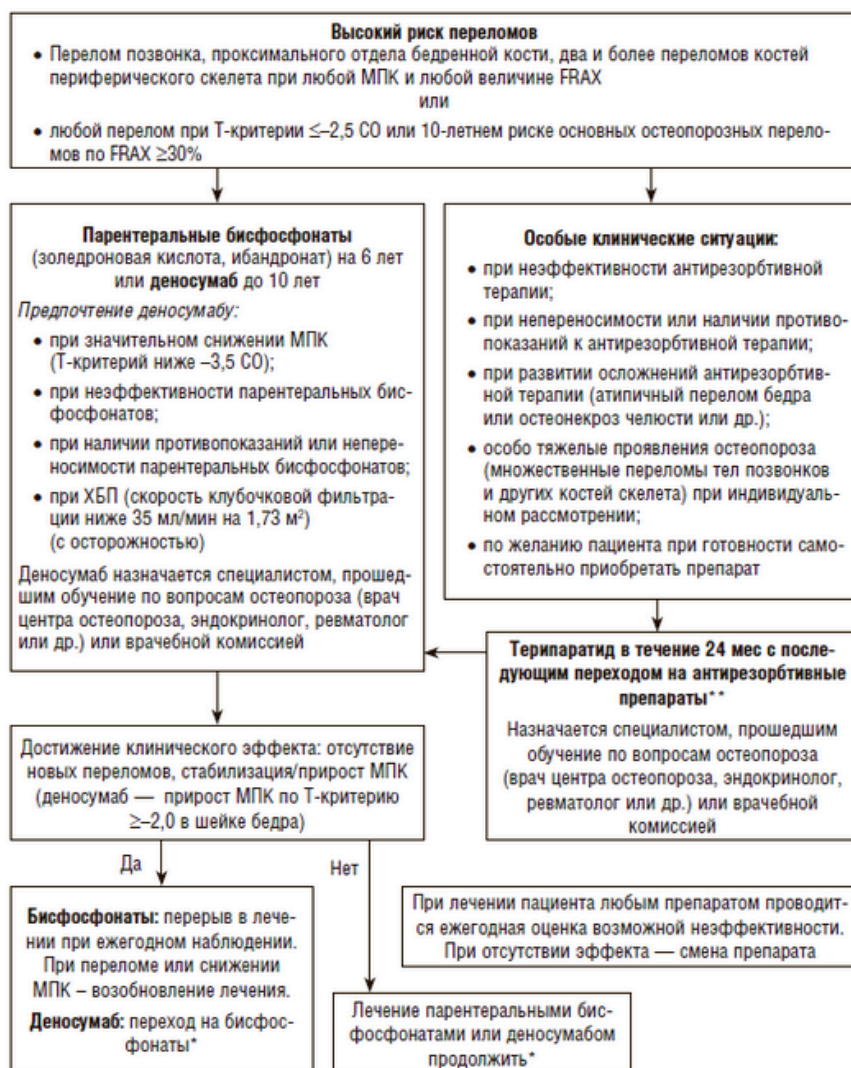 Высокий риск переломов
• Перелом позвонка, проксимального отдела бедренной кости, два и более переломов костей
периферического скелета при любой МПК и любой величине FRAX
или
• любой перелом при Т-критерии ≤–2,5 СО или 10-летнем риске основных остеопорозных перело-
мов по FRAX ≥30%
Парентеральные бисфосфонаты
(золедроновая кислота, ибандронат) на 6 лет
или деносумаб до 10 лет
Предпочтение деносумабу:
• при значительном снижении МПК
(Т-критерий ниже –3,5 СО);
• при неэффективности парентеральных бис-
фосфонатов;
• при наличии противопоказаний или непере-
носимости парентеральных бисфосфонатов;
• при ХБП (скорость клубочковой фильтра-
ции ниже 35 мл/мин на 1,73 м²)
(с осторожностью)
Деносумаб назначается специалистом, прошед-
шим обучение по вопросам остеопороза (врач
центра остеопороза, эндокринолог, ревматолог
или др.) или врачебной комиссией
Особые клинические ситуации:
• при неэффективности антирезорбтивной
терапии;
• при непереносимости или наличии противо-
показаний к антирезорбтивной терапии;
• при развитии осложнений антирезорбтив-
ной терапии (атипичный перелом бедра
или остеонекроз челюсти или др.);
• особо тяжелые проявления остеопороза
(множественные переломы тел позвонков
и других костей скелета) при индивидуаль-
ном рассмотрении;
• по желанию пациента при готовности само-
стоятельно приобретать препарат
Терипаратид в течение 24 мес с после-
дующим переходом на антирезорбтивные
препараты**
Назначается специалистом, прошедшим
обучение по вопросам остеопороза
(врач центра остеопороза, эндокринолог,
ревматолог или др.) или врачебной
комиссией
Достижение клинического эффекта: отсутствие
новых переломов, стабилизация/прирост МПК
(деносумаб — прирост МПК по Т-критерию
≥–2,0 в шейке бедра)
Да
Нет
Бисфосфонаты: перерыв в лече-
нии при ежегодном наблюдении.
При переломе или снижении
МПК – возобновление лечения.
Деносумаб: переход на бисфос-
фонаты*
При лечении пациента любым препаратом проводит-
ся ежегодная оценка возможной неэффективности.
При отсутствии эффекта — смена препарата
Лечение парентеральными бис-
фосфонатами или деносумабом
продолжить*